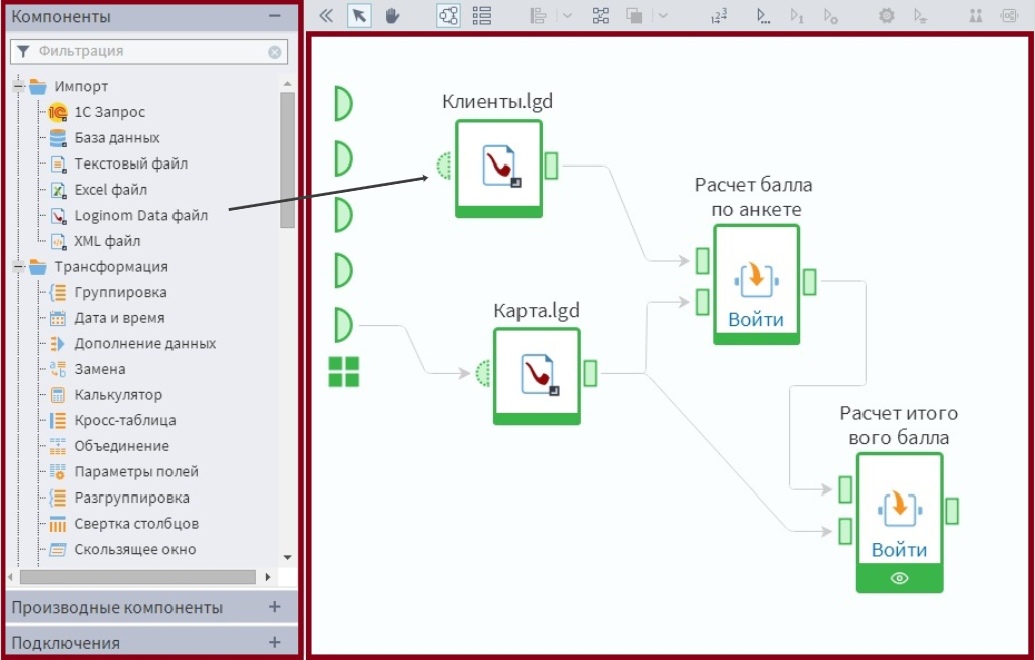 Компоненты
Фильтрация
Импорт
1С Запрос
База данных
Текстовый файл
Excel файл
Loginom Data файл
XML файл
Трансформация
Группировка
Дата и время
Дополнение данных
Замена
Калькулятор
Кросс-таблица
Объединение
Параметры полей
Разгруппировка
Свертка столбцов
Скользящее окно
Производные компоненты
Подключения
Клиенты.lgd
Расчет балла
по анкете
Войти
Карта.lgd
Расчет итого
вого балла
Войти